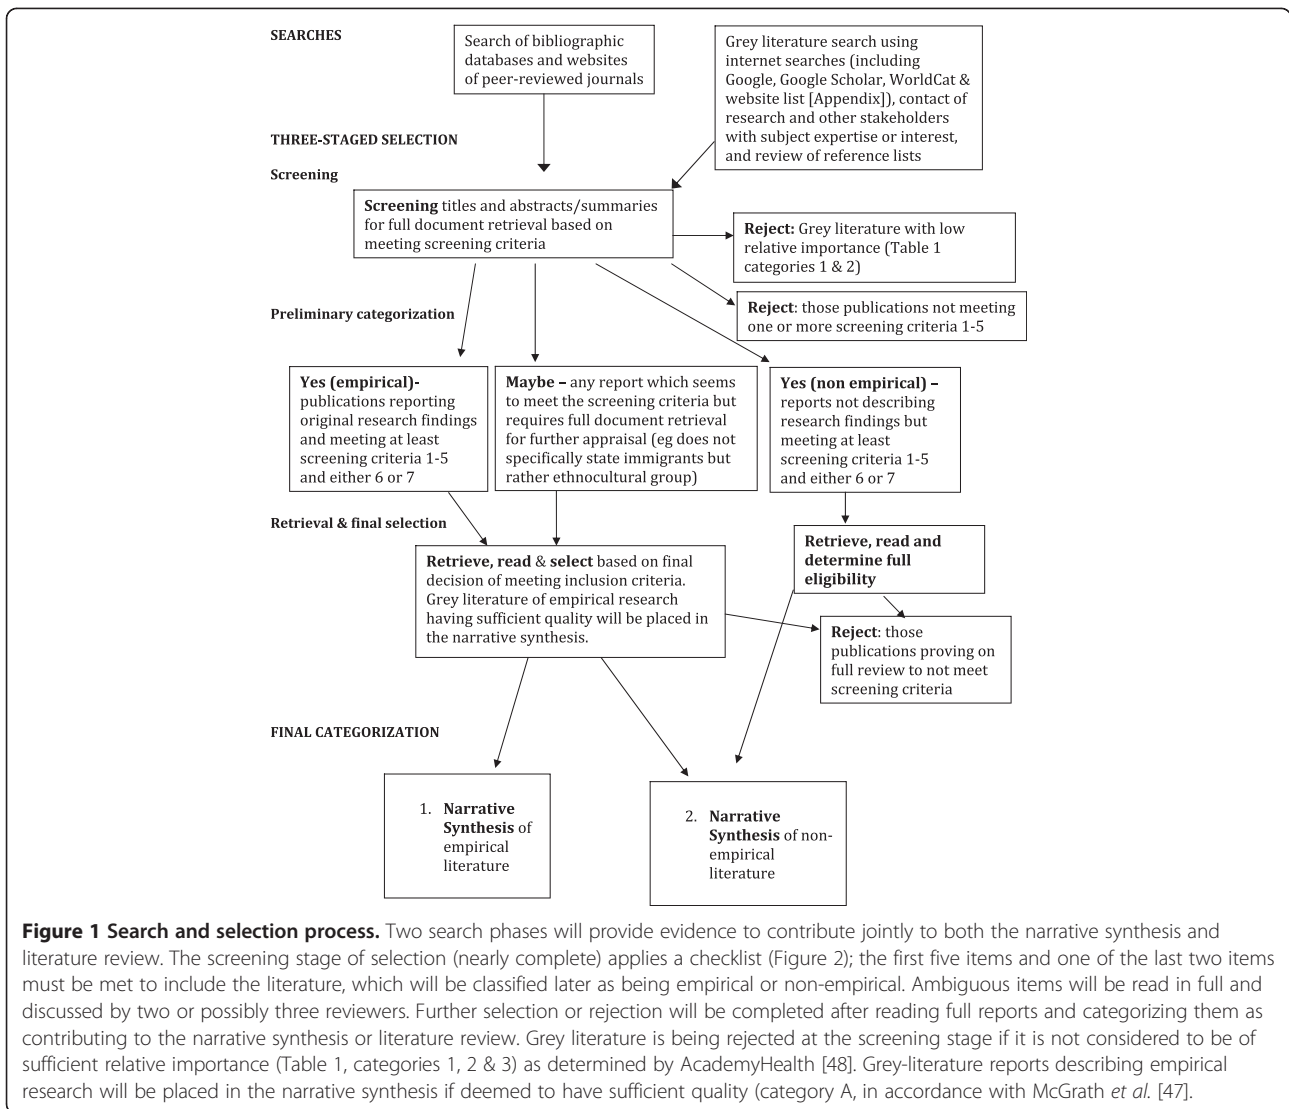 SEARCHES
Search of bibliographic
databases and websites
of peer-reviewed journals
Grey literature search using
internet searches (including
Google, Google Scholar, WorldCat &
website list [Appendix]), contact of
research and other stakeholders
with subject expertise or interest,
and review of reference lists
THREE-STAGED SELECTION
Screening
Screening titles and abstracts/summaries
for full document retrieval based on
meeting screening criteria
Reject: Grey literature with low
relative importance (Table 1
categories 1 & 2)
Reject: those publications not meeting
one or more screening criteria 1-5
Preliminary categorization
Yes (empirical)-
publications reporting
original research findings
and meeting at least
screening criteria 1-5
and either 6 or 7
Maybe – any report which seems
to meet the screening criteria but
requires full document retrieval
for further appraisal (eg does not
specifically state immigrants but
rather ethnocultural group)
Yes (non empirical) –
reports not describing
research findings but
meeting at least
screening criteria 1-5
and either 6 or 7
Retrieval & final selection
Retrieve, read & select based on final
decision of meeting inclusion criteria.
Grey literature of empirical research
having sufficient quality will be placed in
the narrative synthesis.
Retrieve, read and
determine full
eligibility
Reject: those
publications proving on
full review to not meet
screening criteria
FINAL CATEGORIZATION
1. Narrative
Synthesis of
empirical
literature
2. Narrative
Synthesis of non-
empirical
literature
Figure 1 Search and selection process. Two search phases will provide evidence to contribute jointly to both the narrative synthesis and
literature review. The screening stage of selection (nearly complete) applies a checklist (Figure 2); the first five items and one of the last two items
must be met to include the literature, which will be classified later as being empirical or non-empirical. Ambiguous items will be read in full and
discussed by two or possibly three reviewers. Further selection or rejection will be completed after reading full reports and categorizing them as
contributing to the narrative synthesis or literature review. Grey literature is being rejected at the screening stage if it is not considered to be of
sufficient relative importance (Table 1, categories 1, 2 & 3) as determined by AcademyHealth [48]. Grey-literature reports describing empirical
research will be placed in the narrative synthesis if deemed to have sufficient quality (category A, in accordance with McGrath et al. [47].